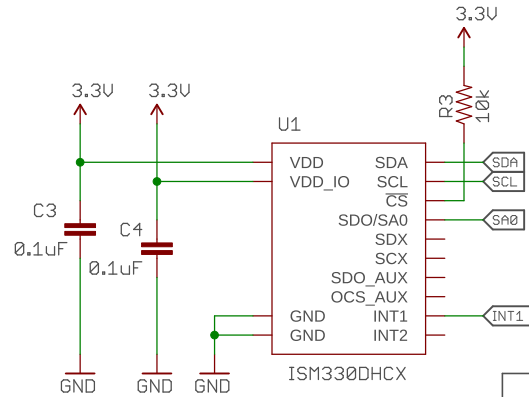 3.3V
3.3V
3.3V
R3
10k
U1
VDD
VDD_IO
GND
GND
SDA
SCL
CS
SDO/SA0
SDX
SCX
SDO_AUX
OCS_AUX
INT1
INT2
SDA
SCL
SA0
INT1
C3
0.1uF
C4
0.1uF
GND
GND
GND
ISM330DHCX